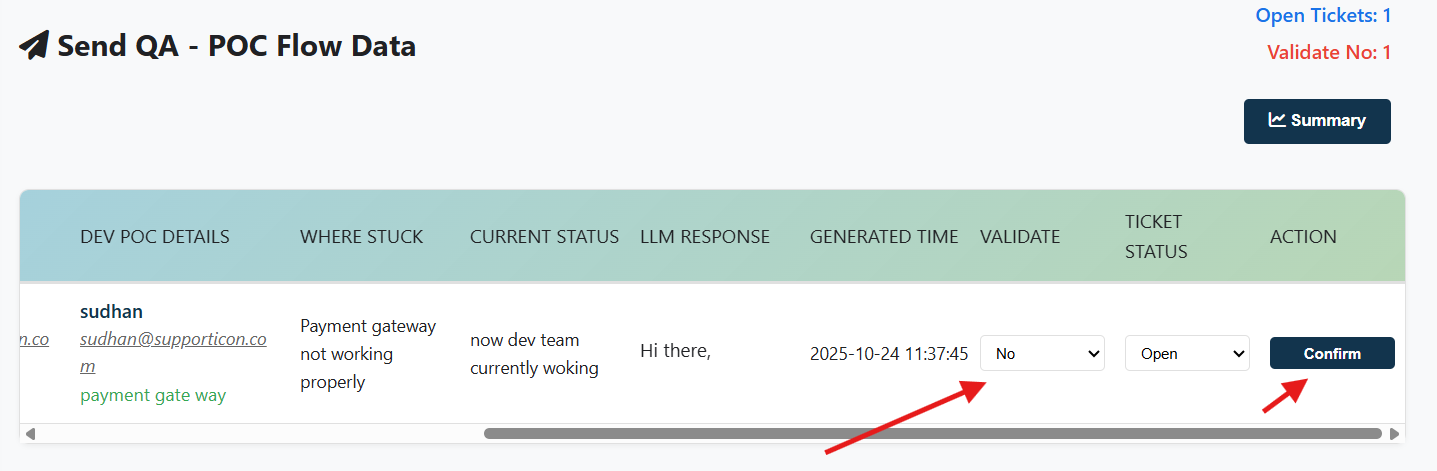 Open Tickets: 1
Send QA - POC Flow Data
Validate No: 1
Summary
DEV POC DETAILS
WHERE STUCK
CURRENT STATUS
LLM RESPONSE
GENERATED TIME
VALIDATE
TICKET
STATUS
ACTION
n.co
sudhan
sudhan@supporticon.co
m
payment gate way
Payment gateway
not working
properly
now dev team
currently woking
Hi there,
2025-10-24 11:37:45
No
Open
Confirm